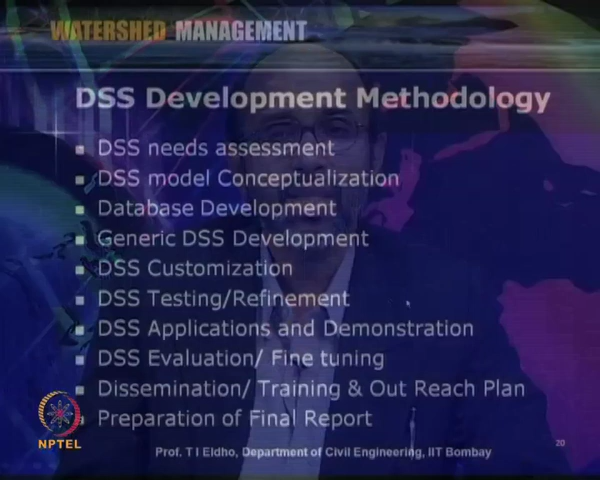 WATERSHED MANAGEMENT
DSS Development Methodology
DSS needs assessment
DSS model Conceptualization
Database Development
Generic DSS Development
DSS Customization
DSS Testing/Refinement
DSS Applications and Demonstration
DSS Evaluation/ Fine tuning
Dissemination/ Training & Out Reach Plan
Preparation of Final Report
NPTEL
Prof. T I Eldho, Department of Civil Engineering, IIT Bombay
20